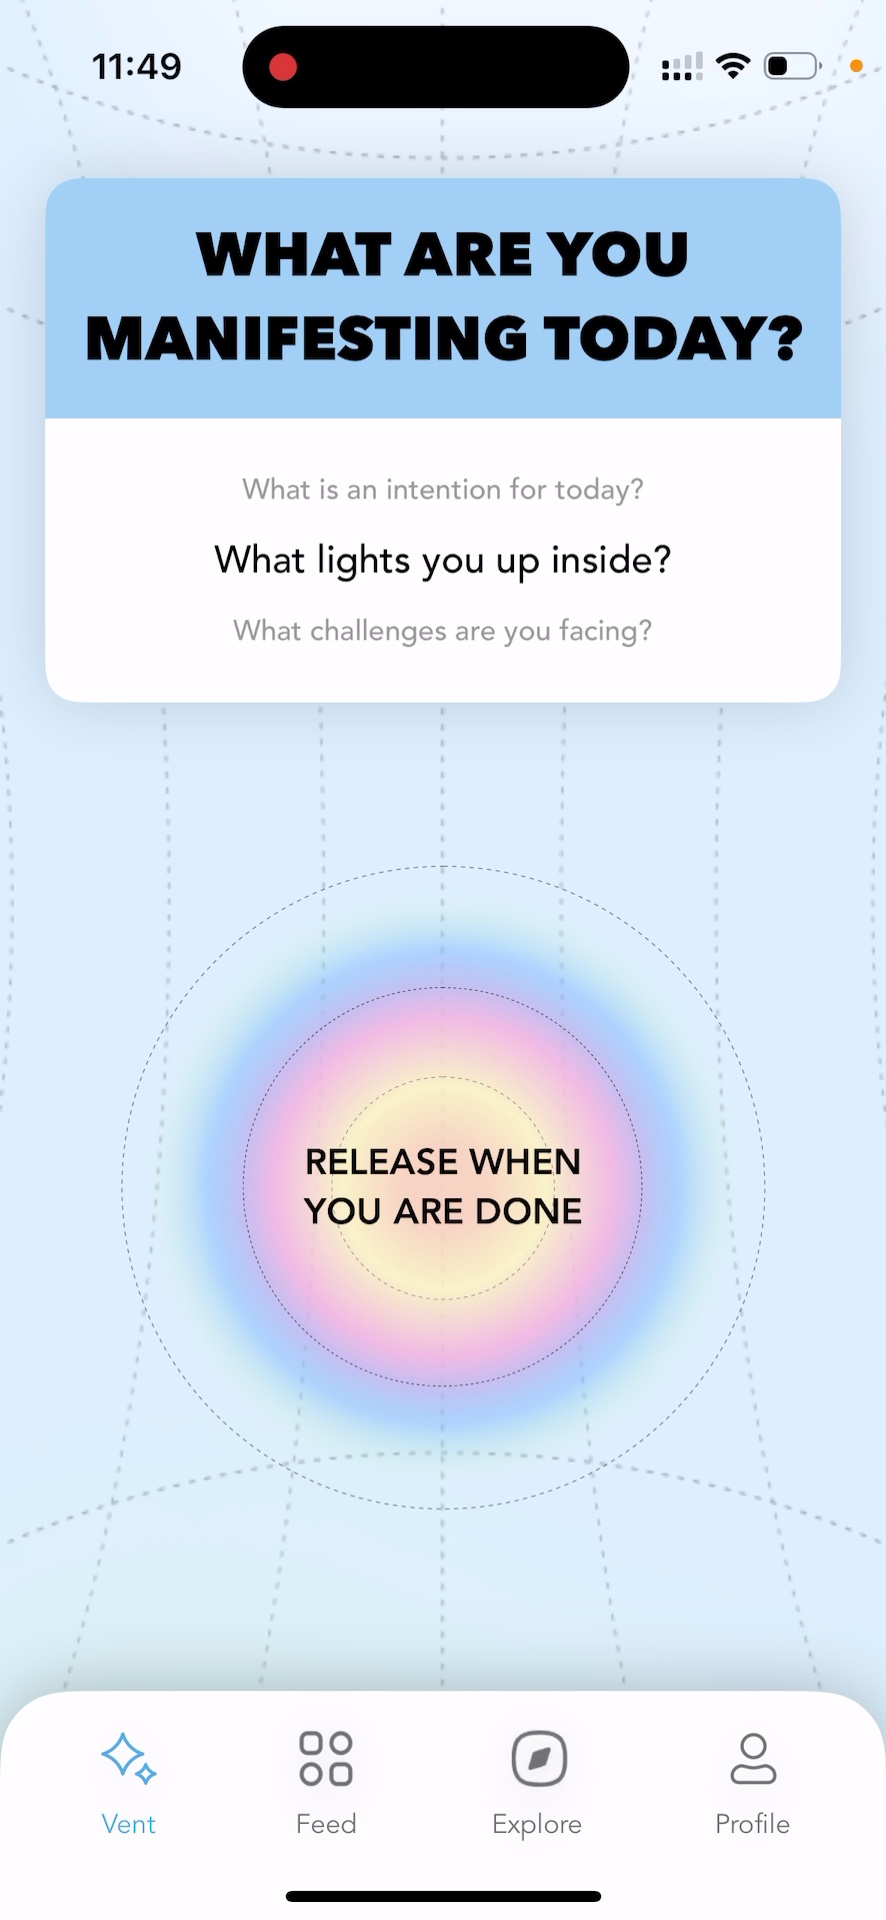 11:49
WHAT ARE YOU
MANIFESTING TODAY?
What is an intention for today?
What lights you up inside?
What challenges are you facing?
RELEASE WHEN
YOU ARE DONE
Vent
Feed
Explore
Profile